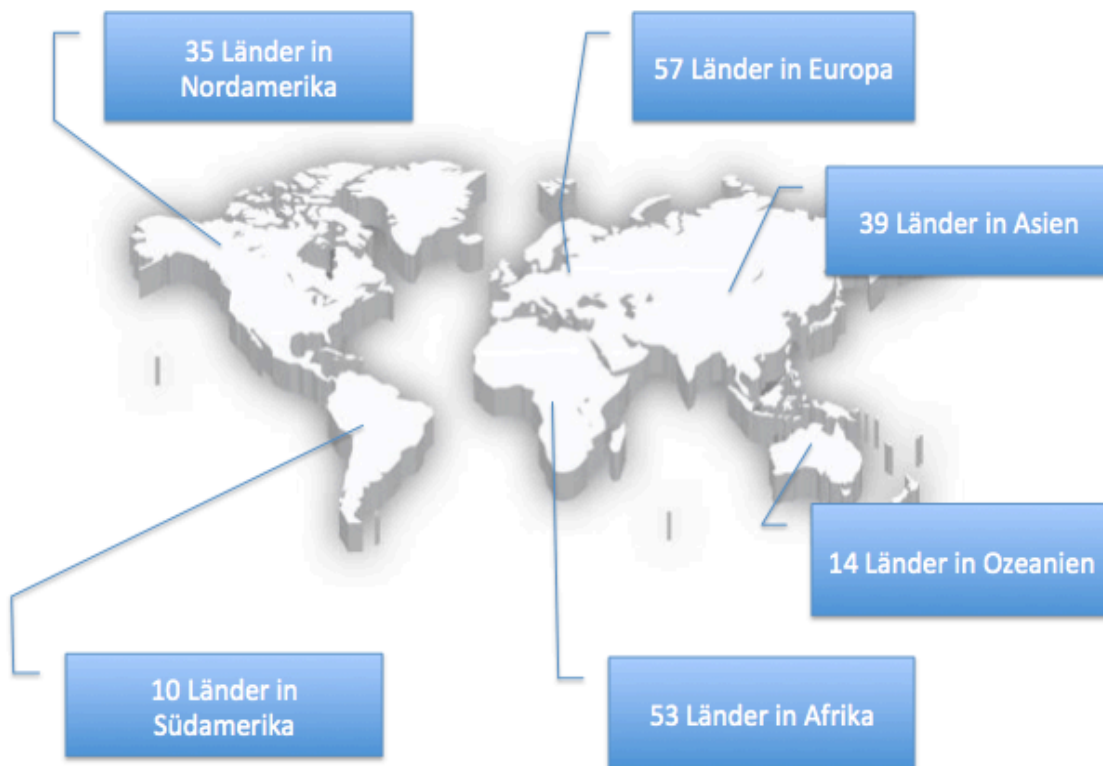 35 Länder in
Nordamerika
57 Länder in Europa
39 Länder in Asien
14 Länder in Ozeanien
10 Länder in
Südamerika
53 Länder in Afrika